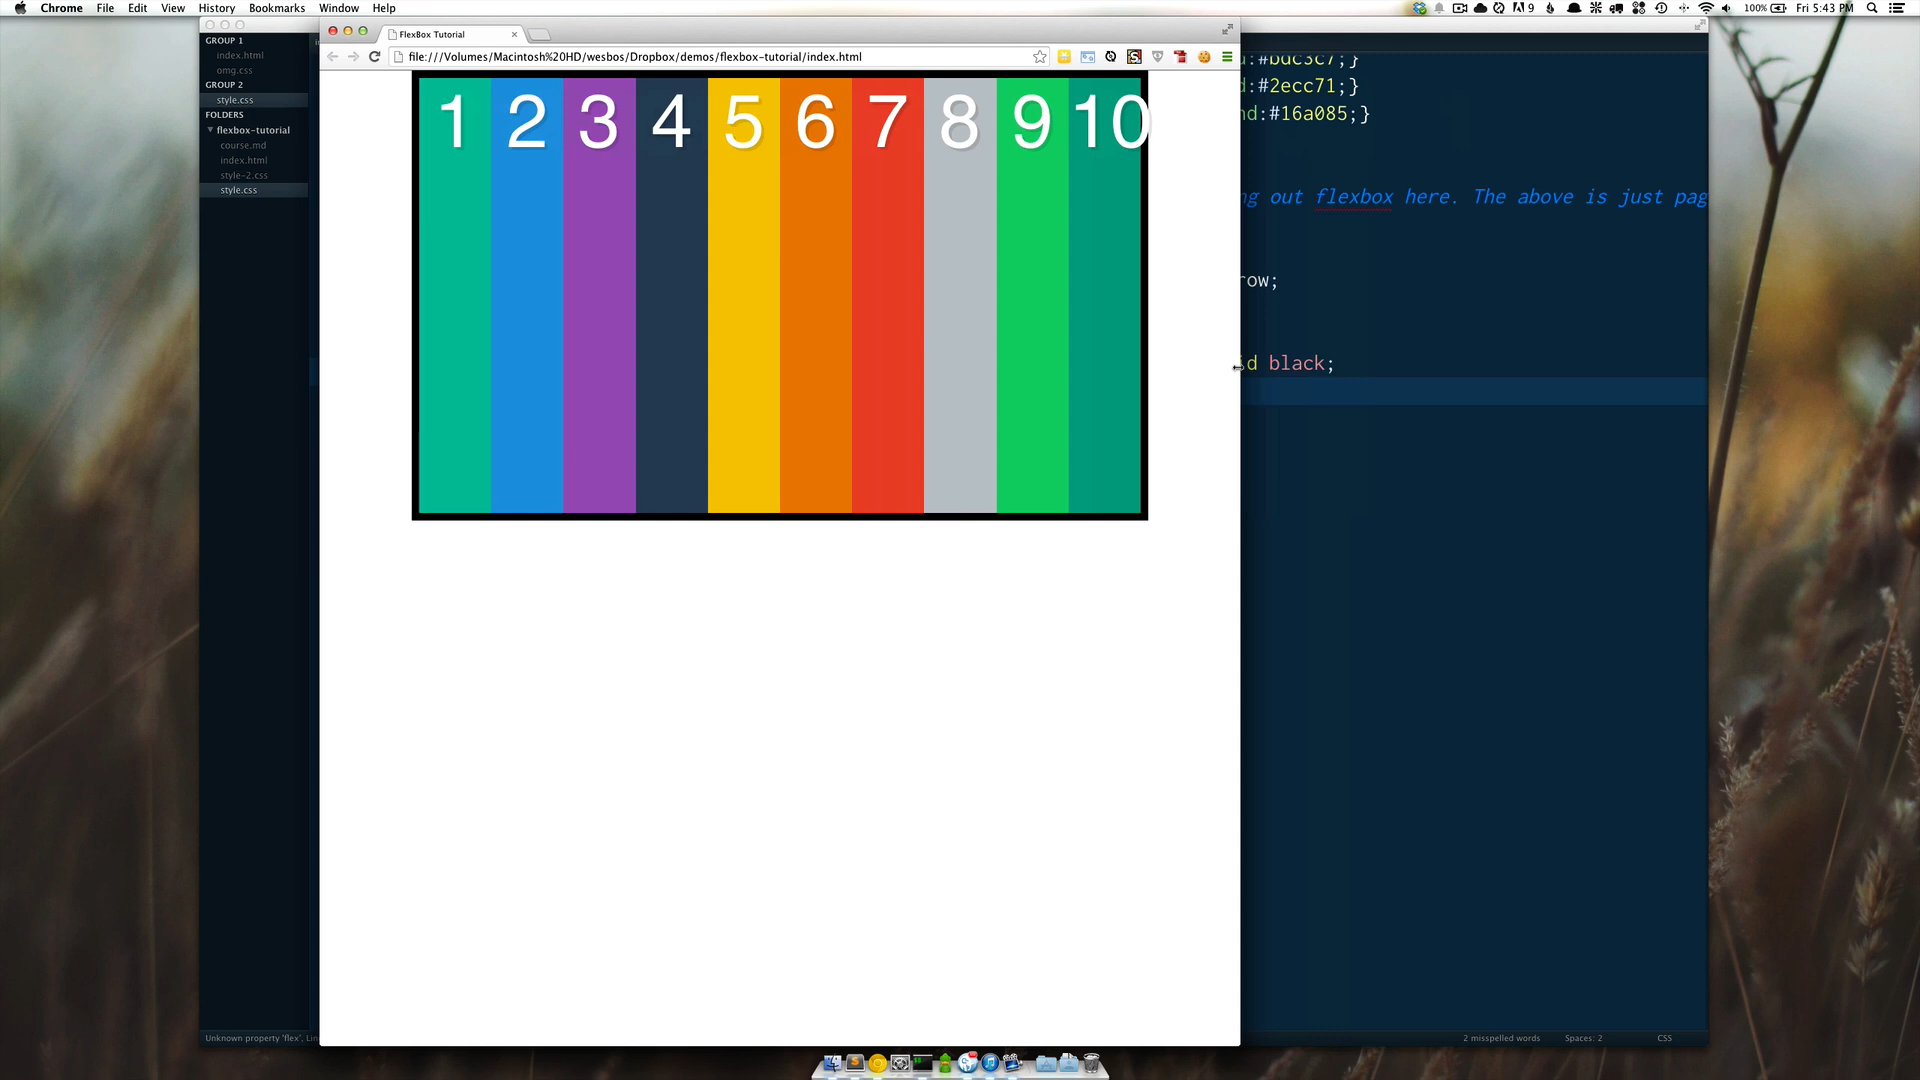 Chrome File Edit View History Bookmarks Window Help
9 100% Fri 5:43 PM
GROUP 1
index.html
omg.css
GROUP 2
style.css
FOLDERS
flexbox-tutorial
course.md
index.html
style-2.css
style.css
FlexBox Tutorial
file:///Volumes/Macintosh%20HD/wesbos/Dropbox/demos/flexbox-tutorial/index.html
1 2 3 4 5 6 7 8 9 10
:#bdc3c7;}
d:#2ecc71;}
nd:#16a085;}
ng out flexbox here. The above is just pag
row;
id black;
Unknown property 'flex', Lin
2 misspelled words Spaces: 2 CSS